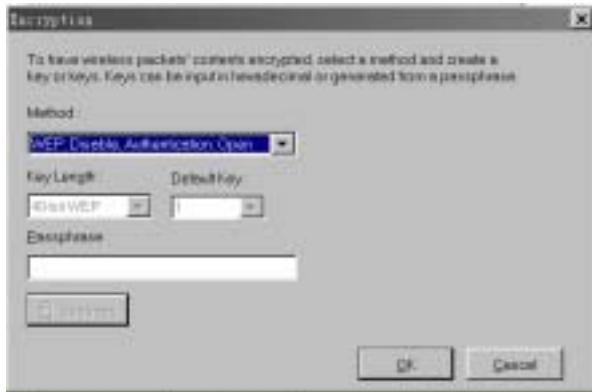 Encryption
To have wireless packets' contents encrypted, select a method and create a
key or keys. Keys can be input in hexadecimal or generated from a passphrase
Method :
WEP: Disable, Authentication: Open
Key Length : Default Key:
40-bit WEP 1
Passphrase
OK Cancel